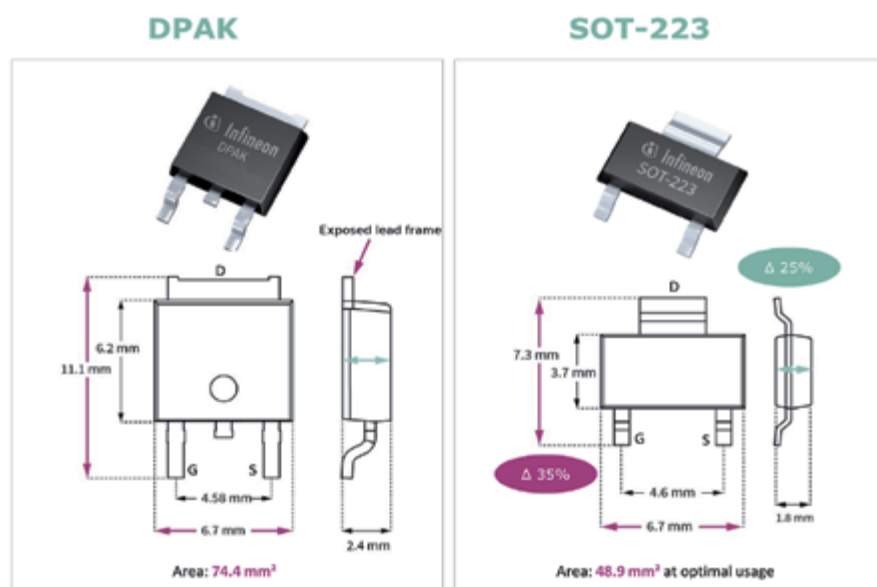 DPAK
Infineon
DPAK
Exposed lead frame
D
6.2 mm
11.1 mm
G
S
4.58 mm
6.7 mm
2.4 mm
Area: 74.4 mm²
SOT-223
Infineon
SOT-223
Δ 25%
D
7.3 mm
3.7 mm
G
S
Δ 35%
4.6 mm
6.7 mm
1.8 mm
Area: 48.9 mm² at optimal usage